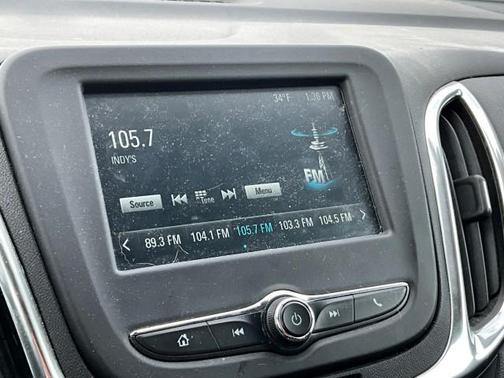 34°F 1:36 PM
105.7
INDY'S
FM
Source Tune Menu
89.3 FM 104.1 FM 105.7 FM 103.3 FM 104.5 FM